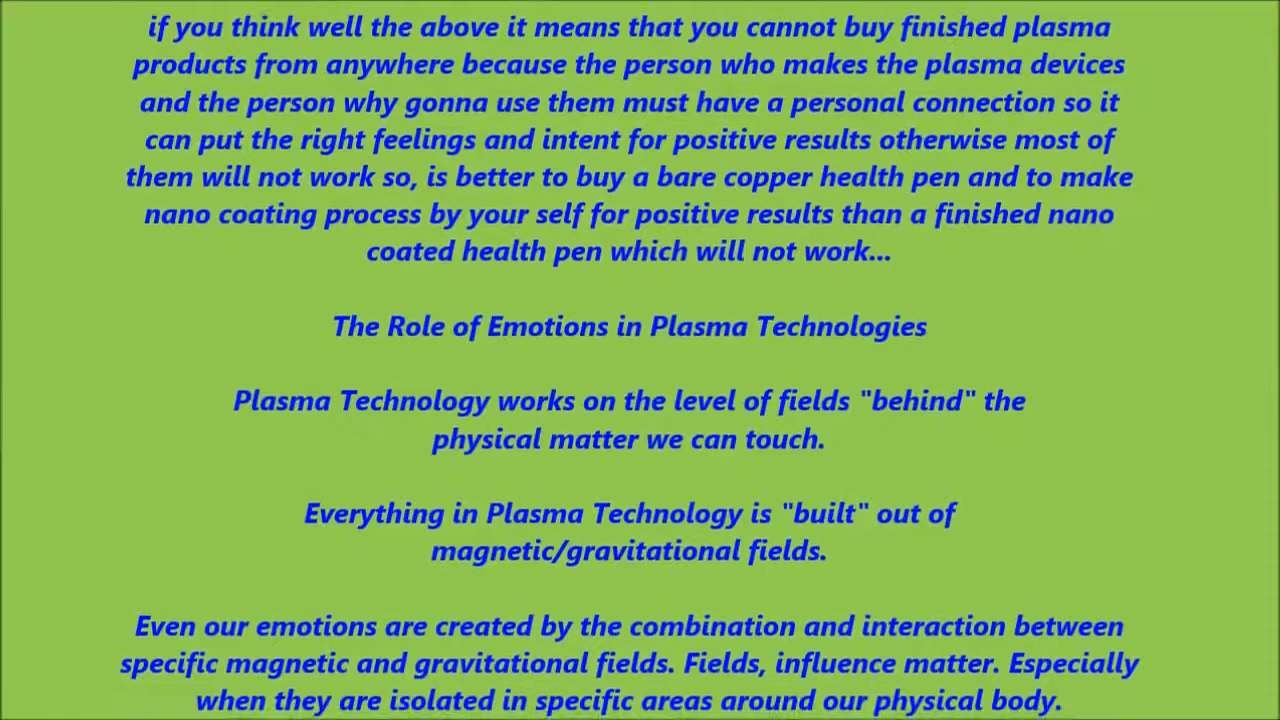 if you think well the above it means that you cannot buy finished plasma
products from anywhere because the person who makes the plasma devices
and the person why gonna use them must have a personal connection so it
can put the right feelings and intent for positive results otherwise most of
them will not work so, is better to buy a bare copper health pen and to make
nano coating process by your self for positive results than a finished nano
coated health pen which will not work...
The Role of Emotions in Plasma Technologies
Plasma Technology works on the level of fields "behind" the
physical matter we can touch.
Everything in Plasma Technology is "built" out of
magnetic/gravitational fields.
Even our emotions are created by the combination and interaction between
specific magnetic and gravitational fields. Fields, influence matter. Especially
when they are isolated in specific areas around our physical body.